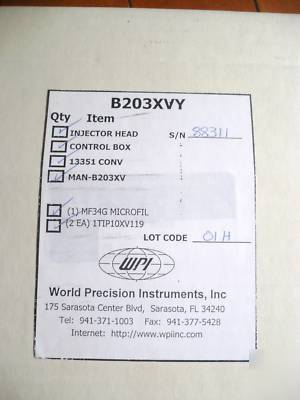 B203XVY
Qty Item
INJECTOR HEAD S/N 88311
CONTROL BOX
13351 CONV
MAN-B203XV
(1) MF34G MICROFIL
(2 EA) 1TIP10XV119
LOT CODE 01H
WPI
World Precision Instruments, Inc
175 Sarasota Center Blvd, Sarasota, FL 34240
Tel: 941-371-1003 Fax: 941-377-5428
Internet: http://www.wpiinc.com